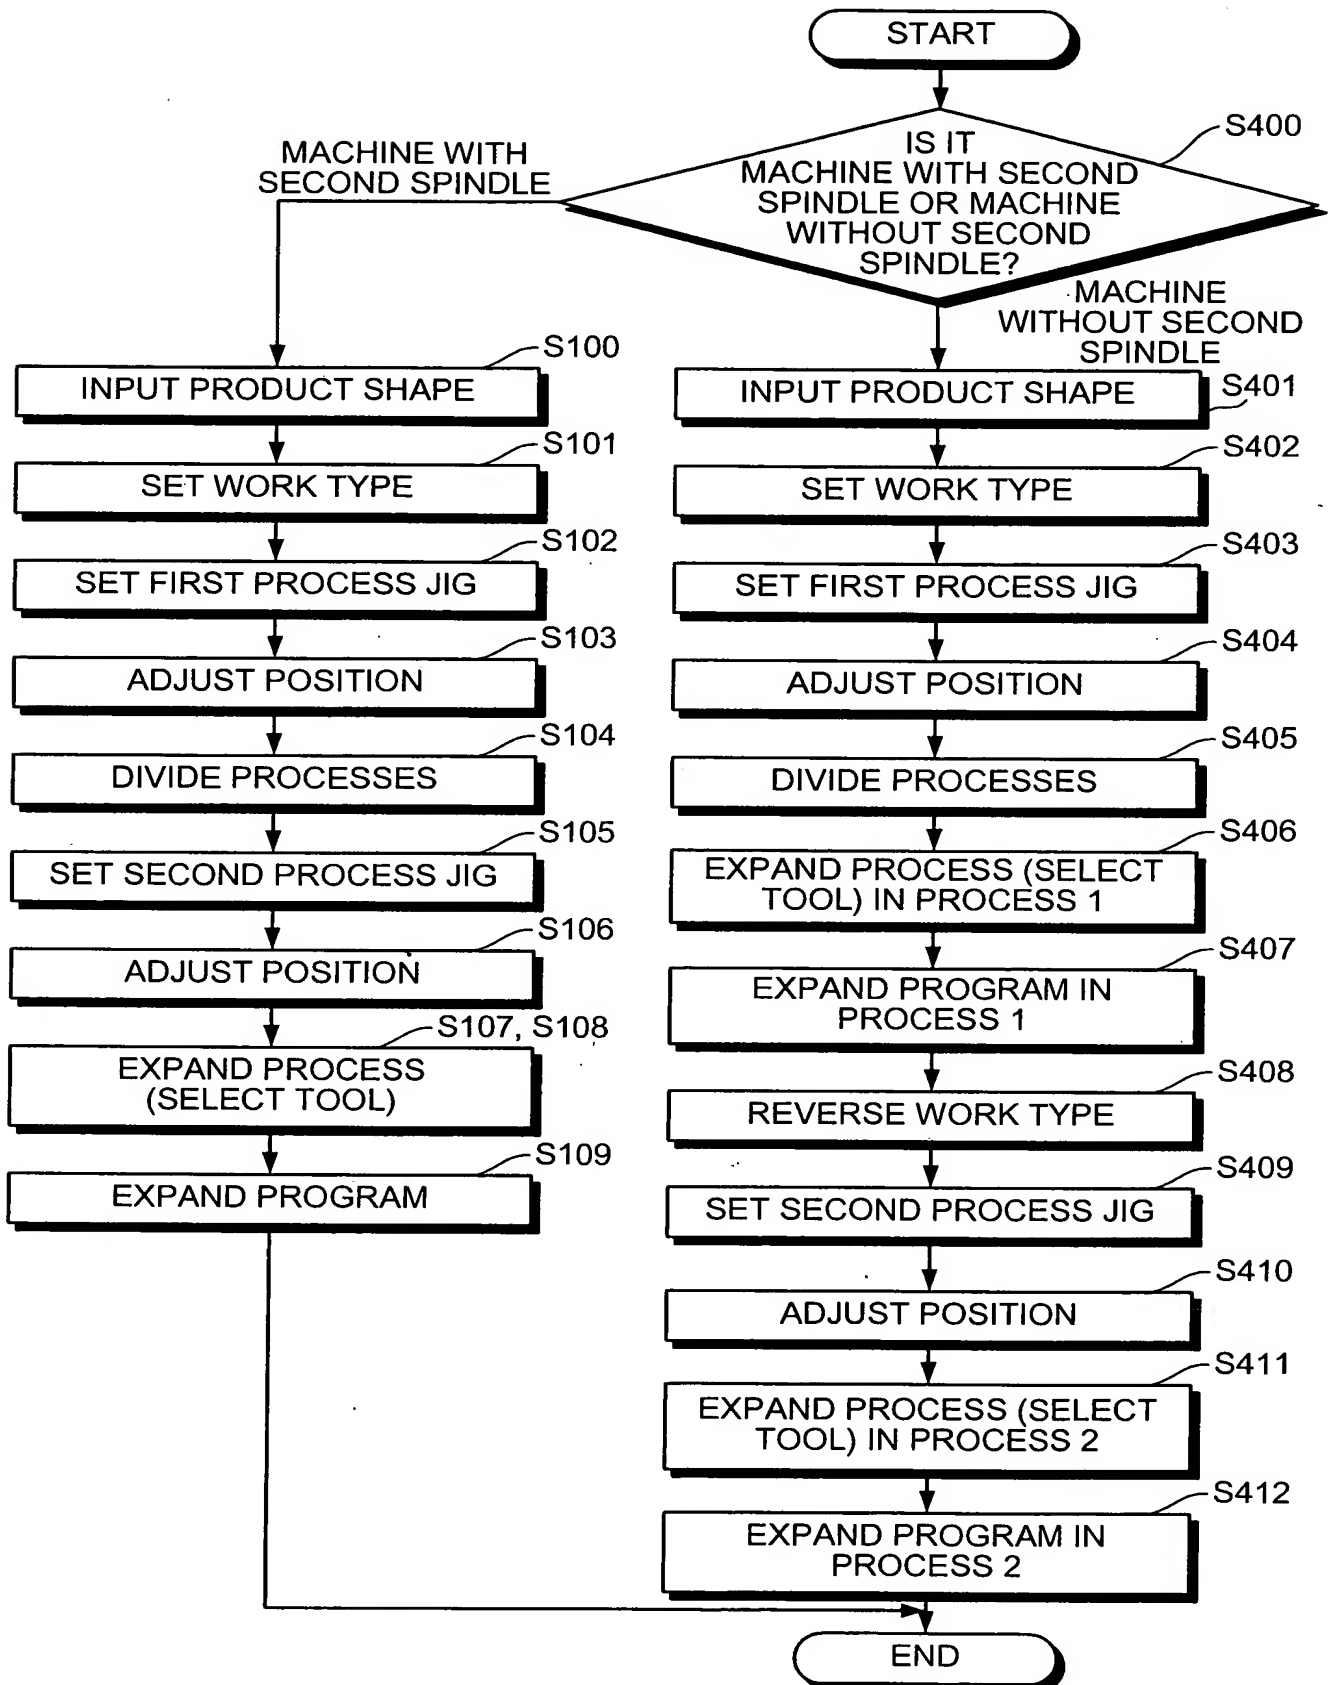 START
S400
IS IT
MACHINE WITH SECOND
SPINDLE OR MACHINE
WITHOUT SECOND
SPINDLE?
MACHINE WITH
SECOND SPINDLE
MACHINE
WITHOUT SECOND
SPINDLE
S100
INPUT PRODUCT SHAPE
S101
SET WORK TYPE
S102
SET FIRST PROCESS JIG
S103
ADJUST POSITION
S104
DIVIDE PROCESSES
S105
SET SECOND PROCESS JIG
S106
ADJUST POSITION
S107, S108
EXPAND PROCESS
(SELECT TOOL)
S109
EXPAND PROGRAM
S401
INPUT PRODUCT SHAPE
S402
SET WORK TYPE
S403
SET FIRST PROCESS JIG
S404
ADJUST POSITION
S405
DIVIDE PROCESSES
S406
EXPAND PROCESS (SELECT
TOOL) IN PROCESS 1
S407
EXPAND PROGRAM IN
PROCESS 1
S408
REVERSE WORK TYPE
S409
SET SECOND PROCESS JIG
S410
ADJUST POSITION
S411
EXPAND PROCESS (SELECT
TOOL) IN PROCESS 2
S412
EXPAND PROGRAM IN
PROCESS 2
END